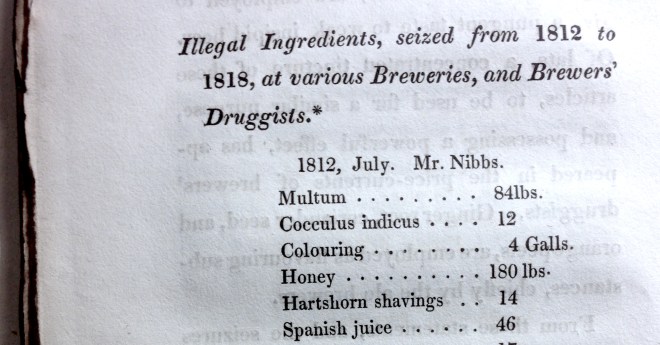 Illegal Ingredients, seized from 1812 to
1818, at various Breweries, and Brewers'
Druggists.*
1812, July. Mr. Nibbs.
Multum . . . . . . . . . 84lbs.
Cocculus indicus . . . . 12
Colouring . . . . . . . 4 Galls.
Honey . . . . . . . . . . 180 lbs.
Hartshorn shavings . . 14
Spanish juice . . . . . 46